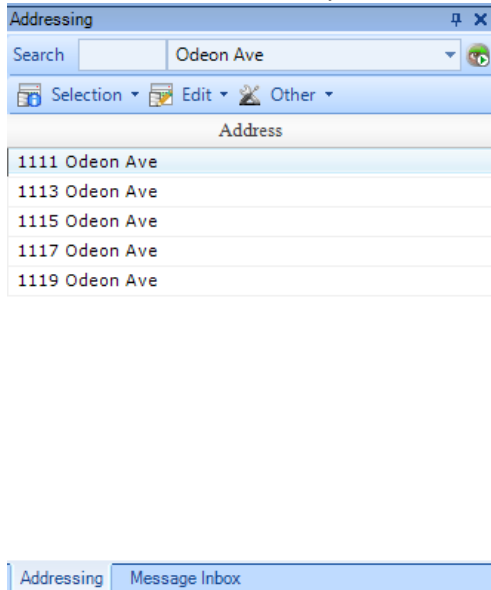 Addressing
Search Odeon Ave
Selection Edit Other
Address
1111 Odeon Ave
1113 Odeon Ave
1115 Odeon Ave
1117 Odeon Ave
1119 Odeon Ave
Addressing Message Inbox